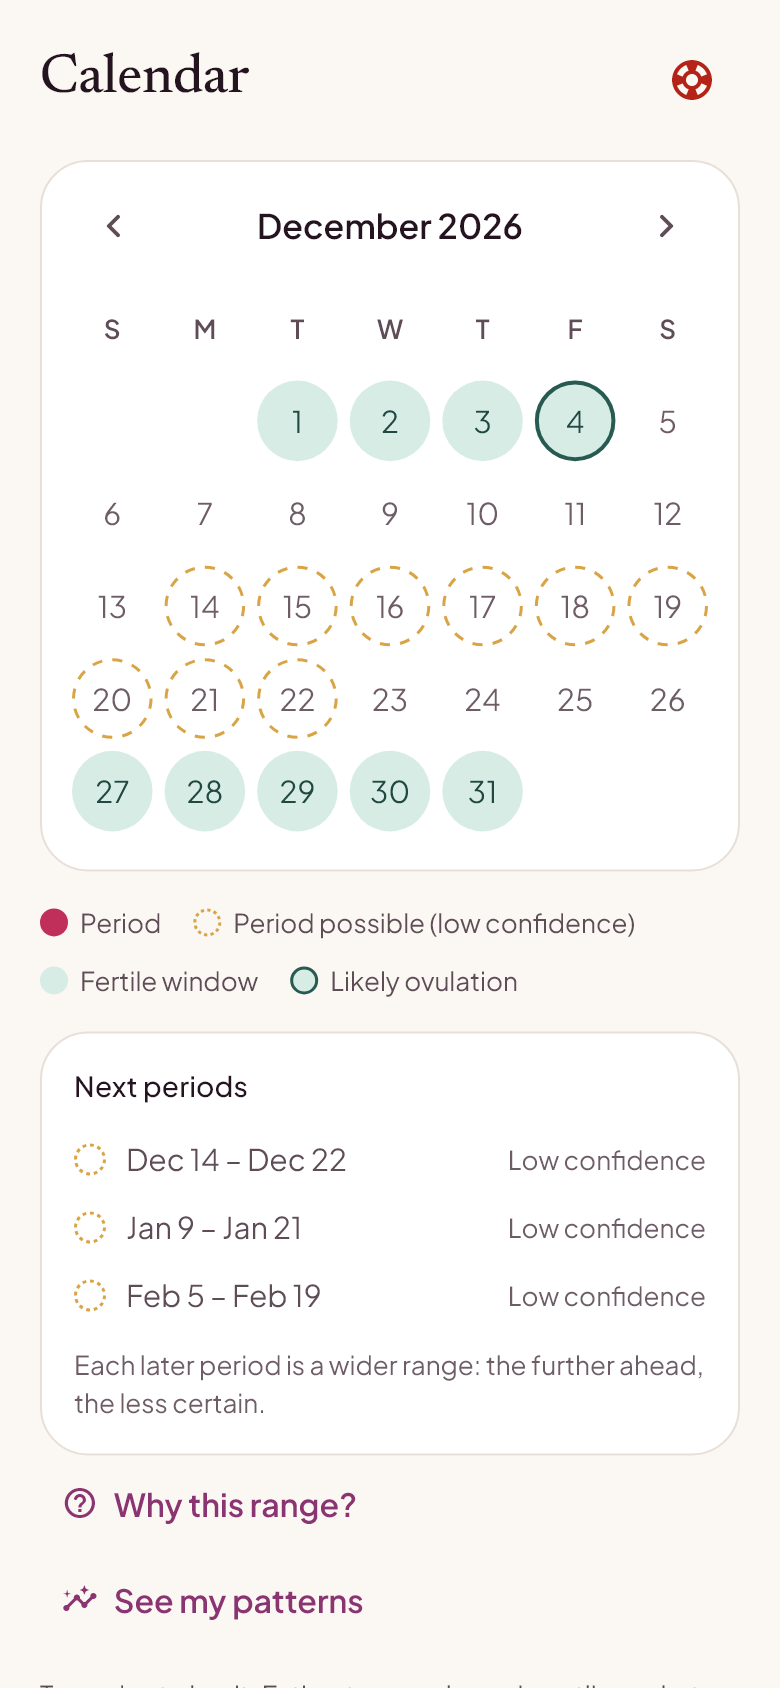 Calendar
December 2026
S M T W T F S
1 2 3 4 5
6 7 8 9 10 11 12
13 14 15 16 17 18 19
20 21 22 23 24 25 26
27 28 29 30 31
Period Period possible (low confidence)
Fertile window Likely ovulation
Next periods
Dec 14 – Dec 22 Low confidence
Jan 9 – Jan 21 Low confidence
Feb 5 – Feb 19 Low confidence
Each later period is a wider range: the further ahead,
the less certain.
Why this range?
See my patterns